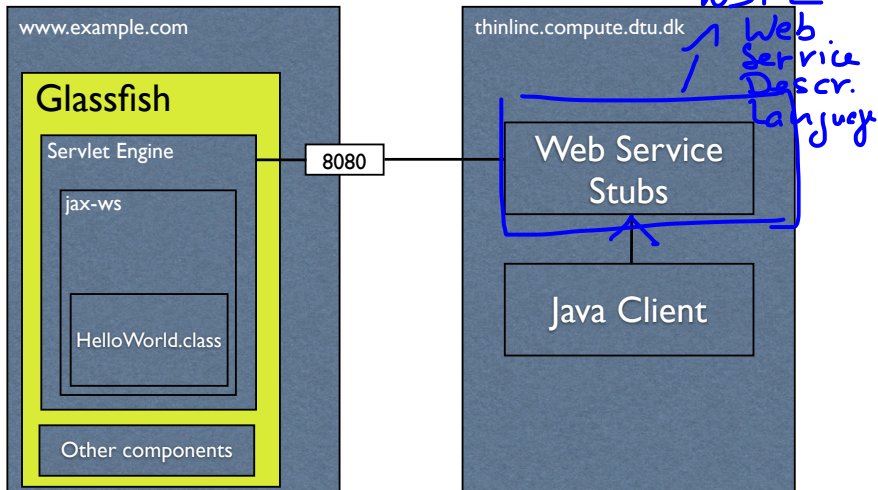 www.example.com
Glassfish
Servlet Engine
jax-ws
HelloWorld.class
Other components
8080
thinlinc.compute.dtu.dk
Web
Service
Descr.
Language
Web Service
Stubs
Java Client